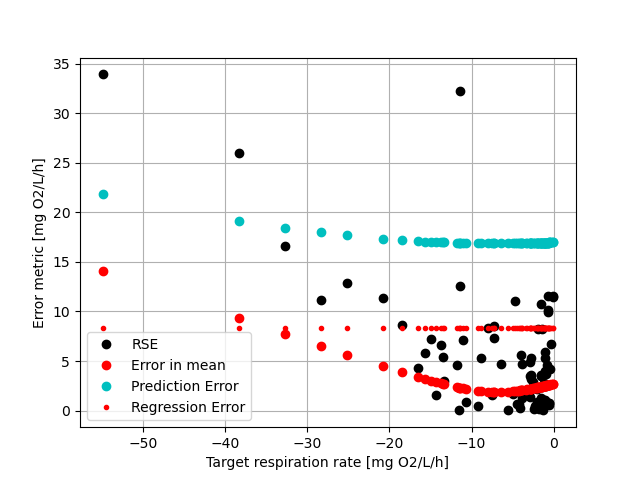 35
30
25
20
15
10
5
0
Error metric [mg O2/L/h]
RSE
Error in mean
Prediction Error
Regression Error
−50
−40
−30
−20
−10
0
Target respiration rate [mg O2/L/h]